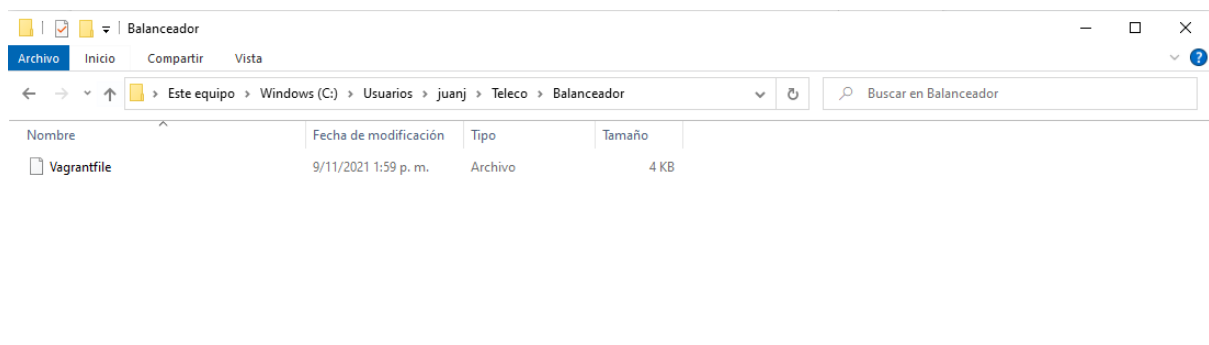 Balanceador
Archivo Inicio Compartir Vista
Este equipo > Windows (C:) > Usuarios > juanj > Teleco > Balanceador Buscar en Balanceador
Nombre Fecha de modificación Tipo Tamaño
Vagrantfile 9/11/2021 1:59 p. m. Archivo 4 KB